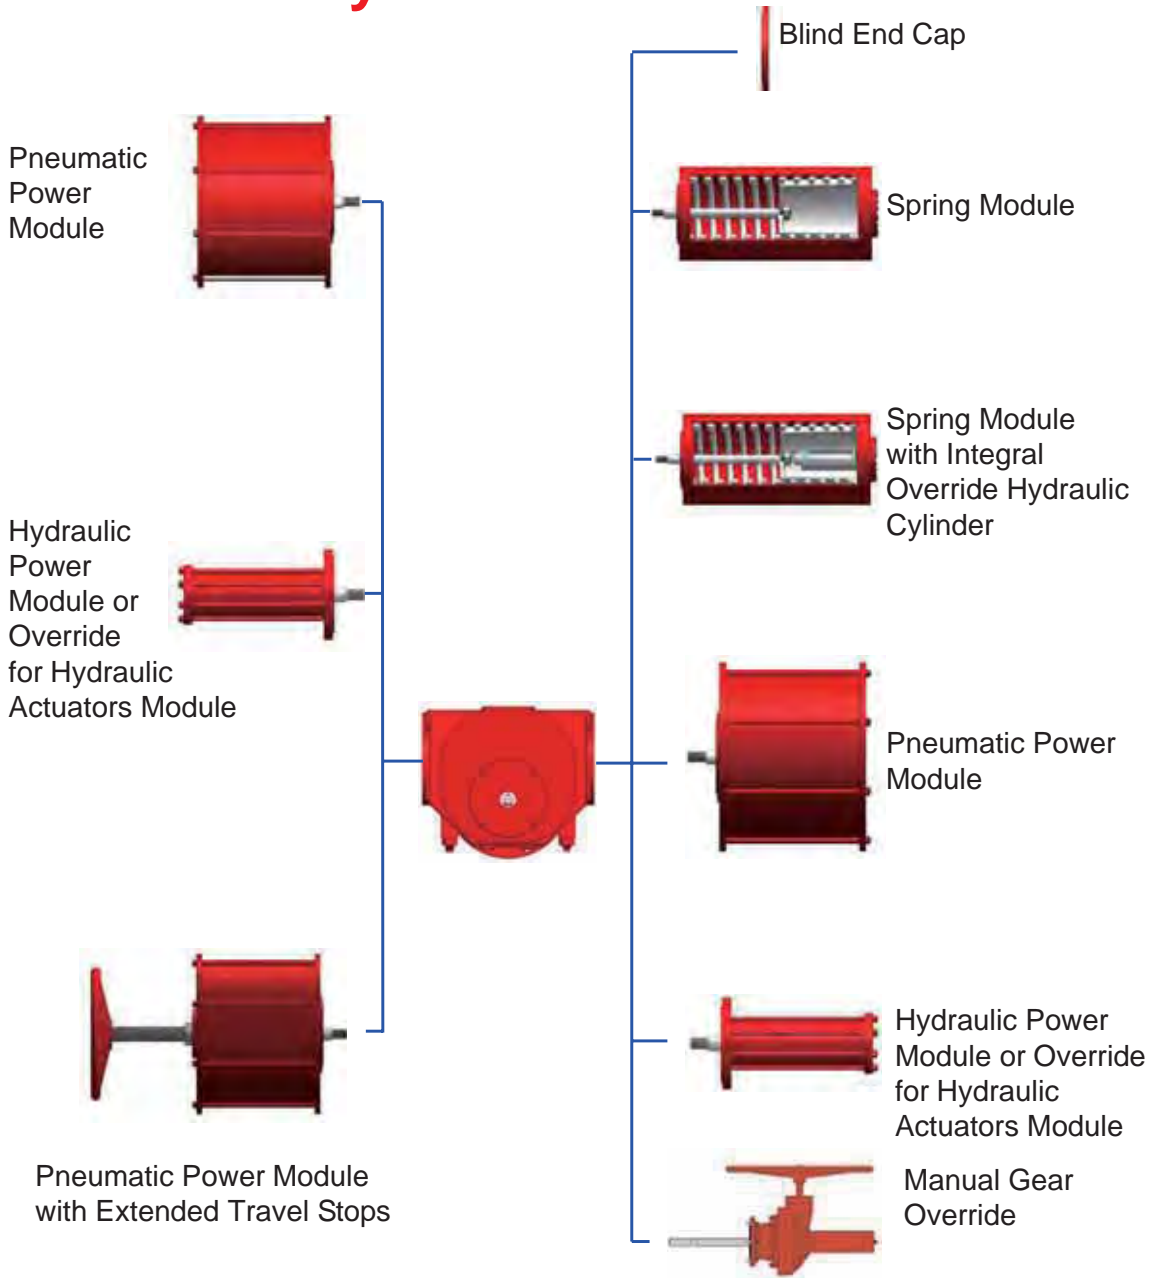 Blind End Cap
Pneumatic
Power
Module
Spring Module
Spring Module
with Integral
Override Hydraulic
Cylinder
Hydraulic
Power
Module or
Override
for Hydraulic
Actuators Module
Pneumatic Power
Module
Hydraulic Power
Module or Override
for Hydraulic
Actuators Module
Pneumatic Power Module
with Extended Travel Stops
Manual Gear
Override